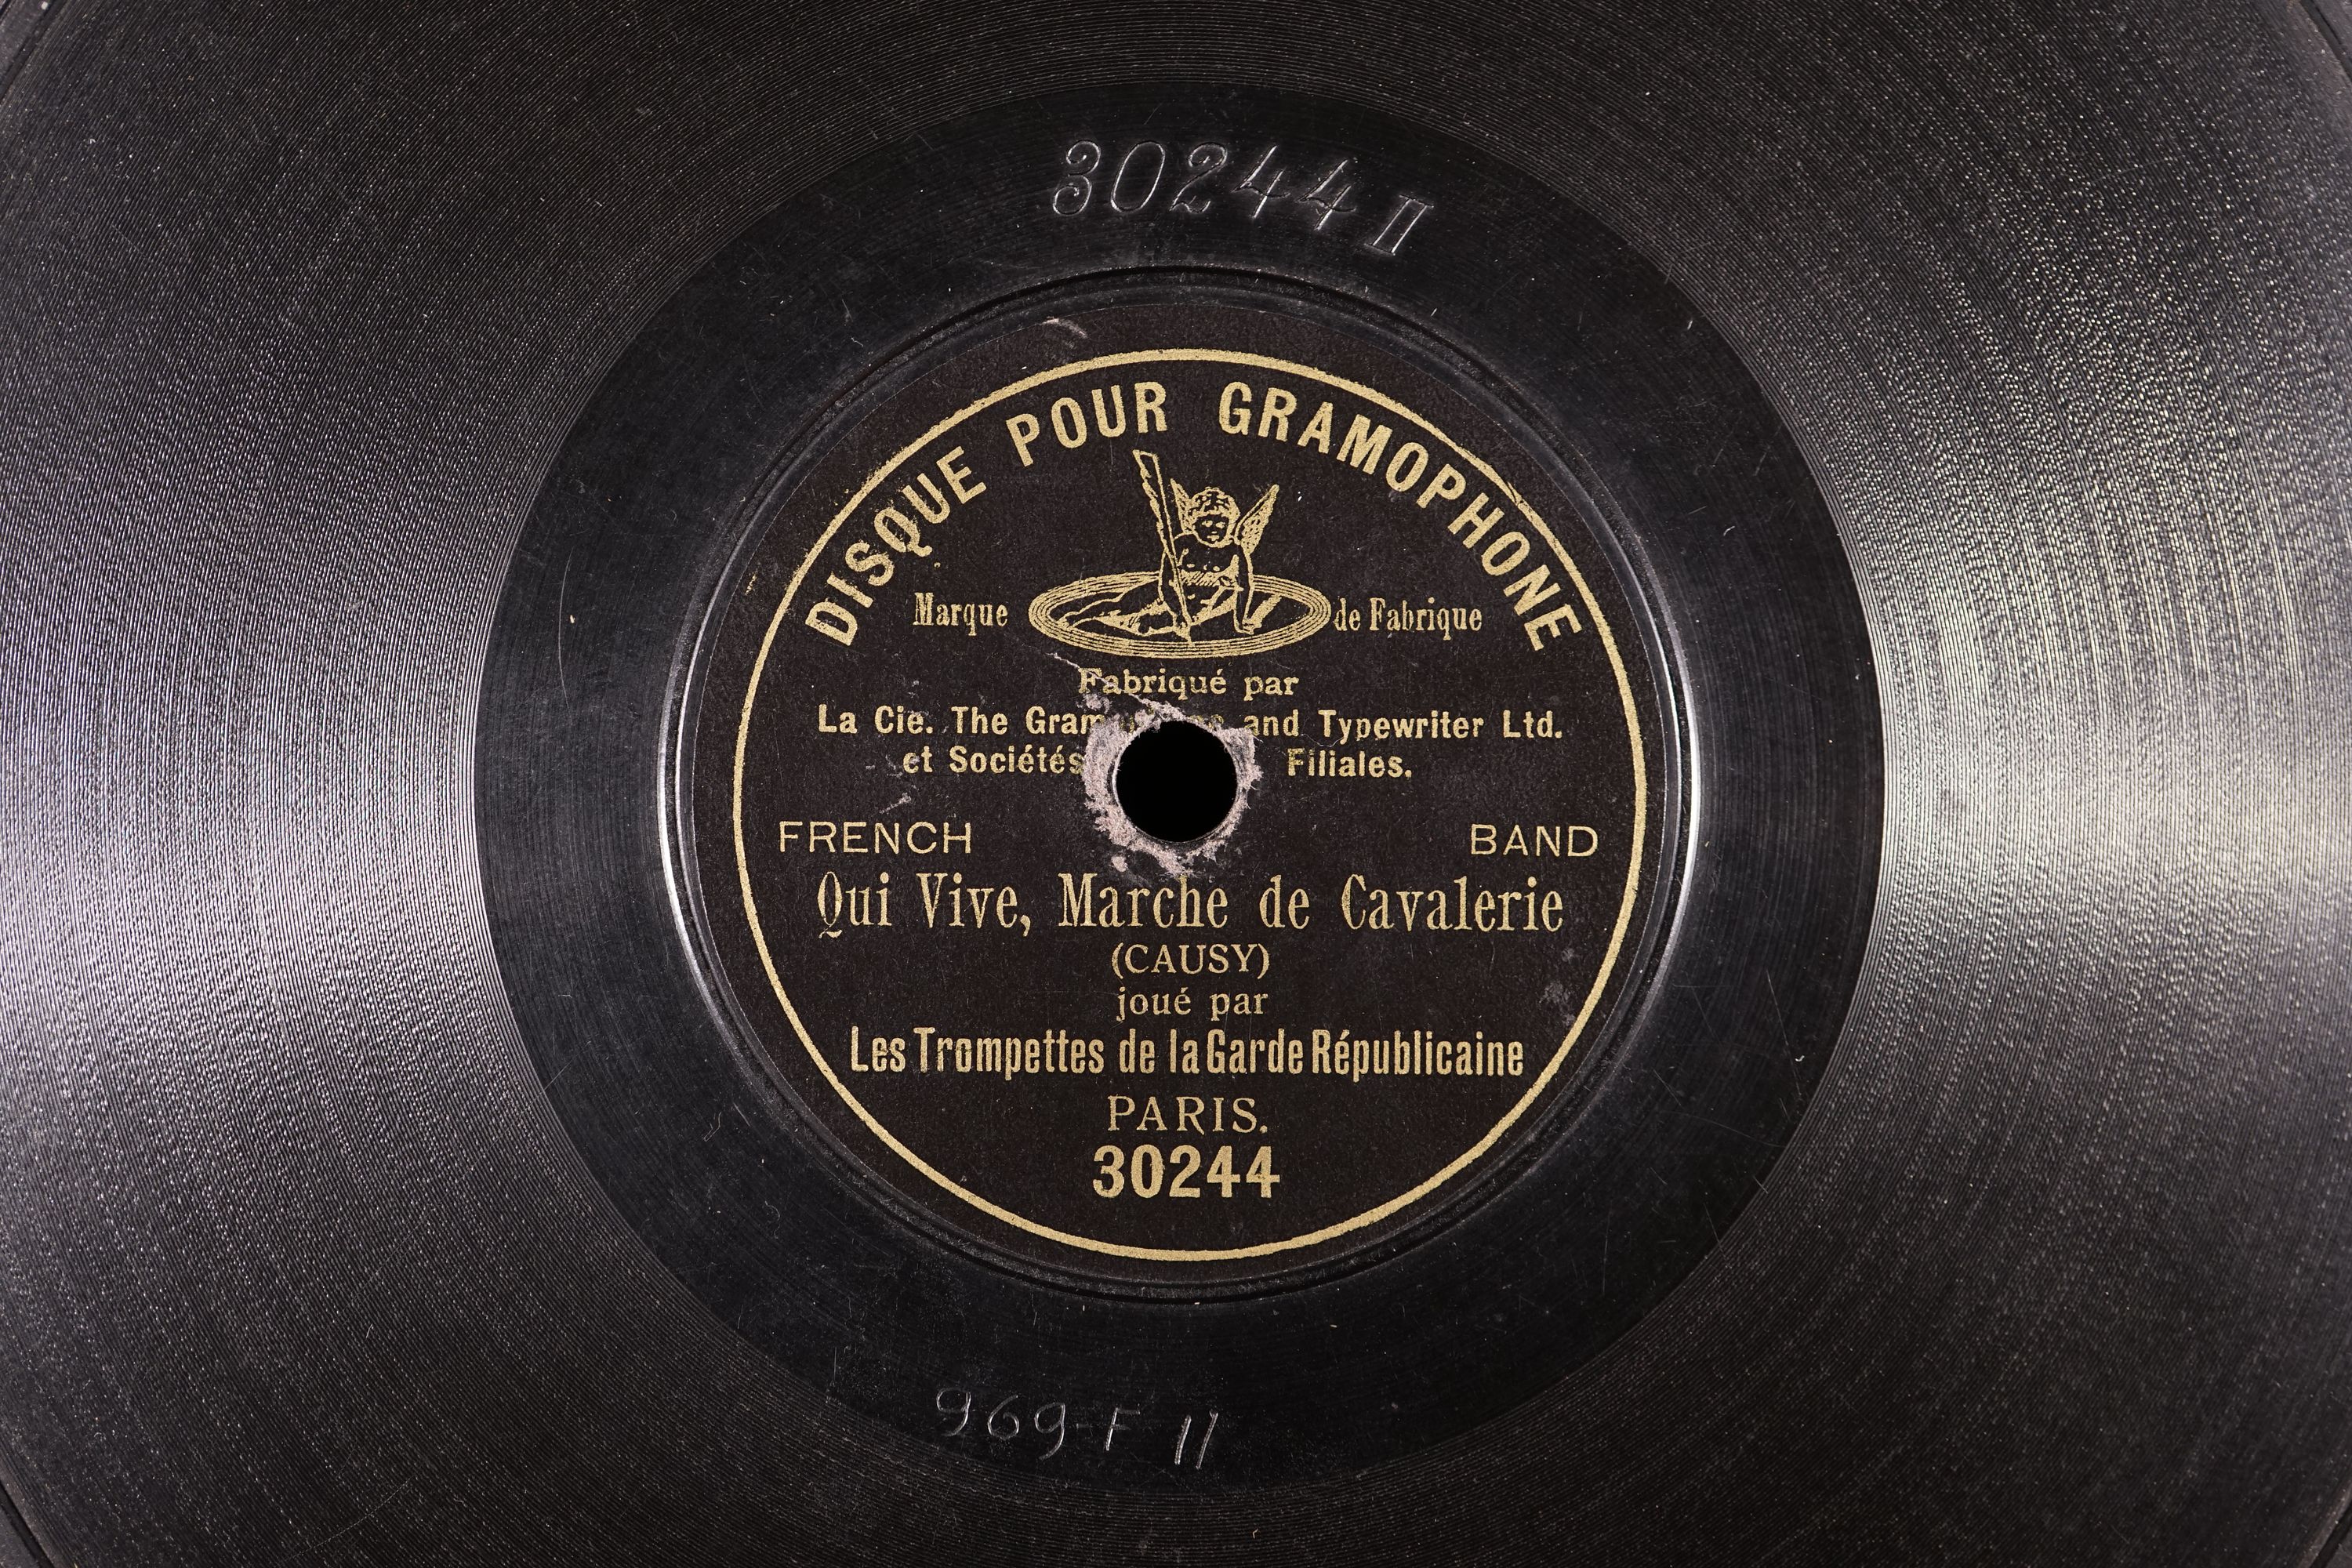 30244 II
DISQUE POUR GRAMOPHONE
Marque de Fabrique
Fabriqué par
La Cie. The and Typewriter Ltd.
et Sociétés Filiales.
FRENCH BAND
Qui Vive, Marche de Cavalerie
(CAUSY)
joué par
Les Trompettes de la Garde Républicaine
PARIS.
30244
969-F 11